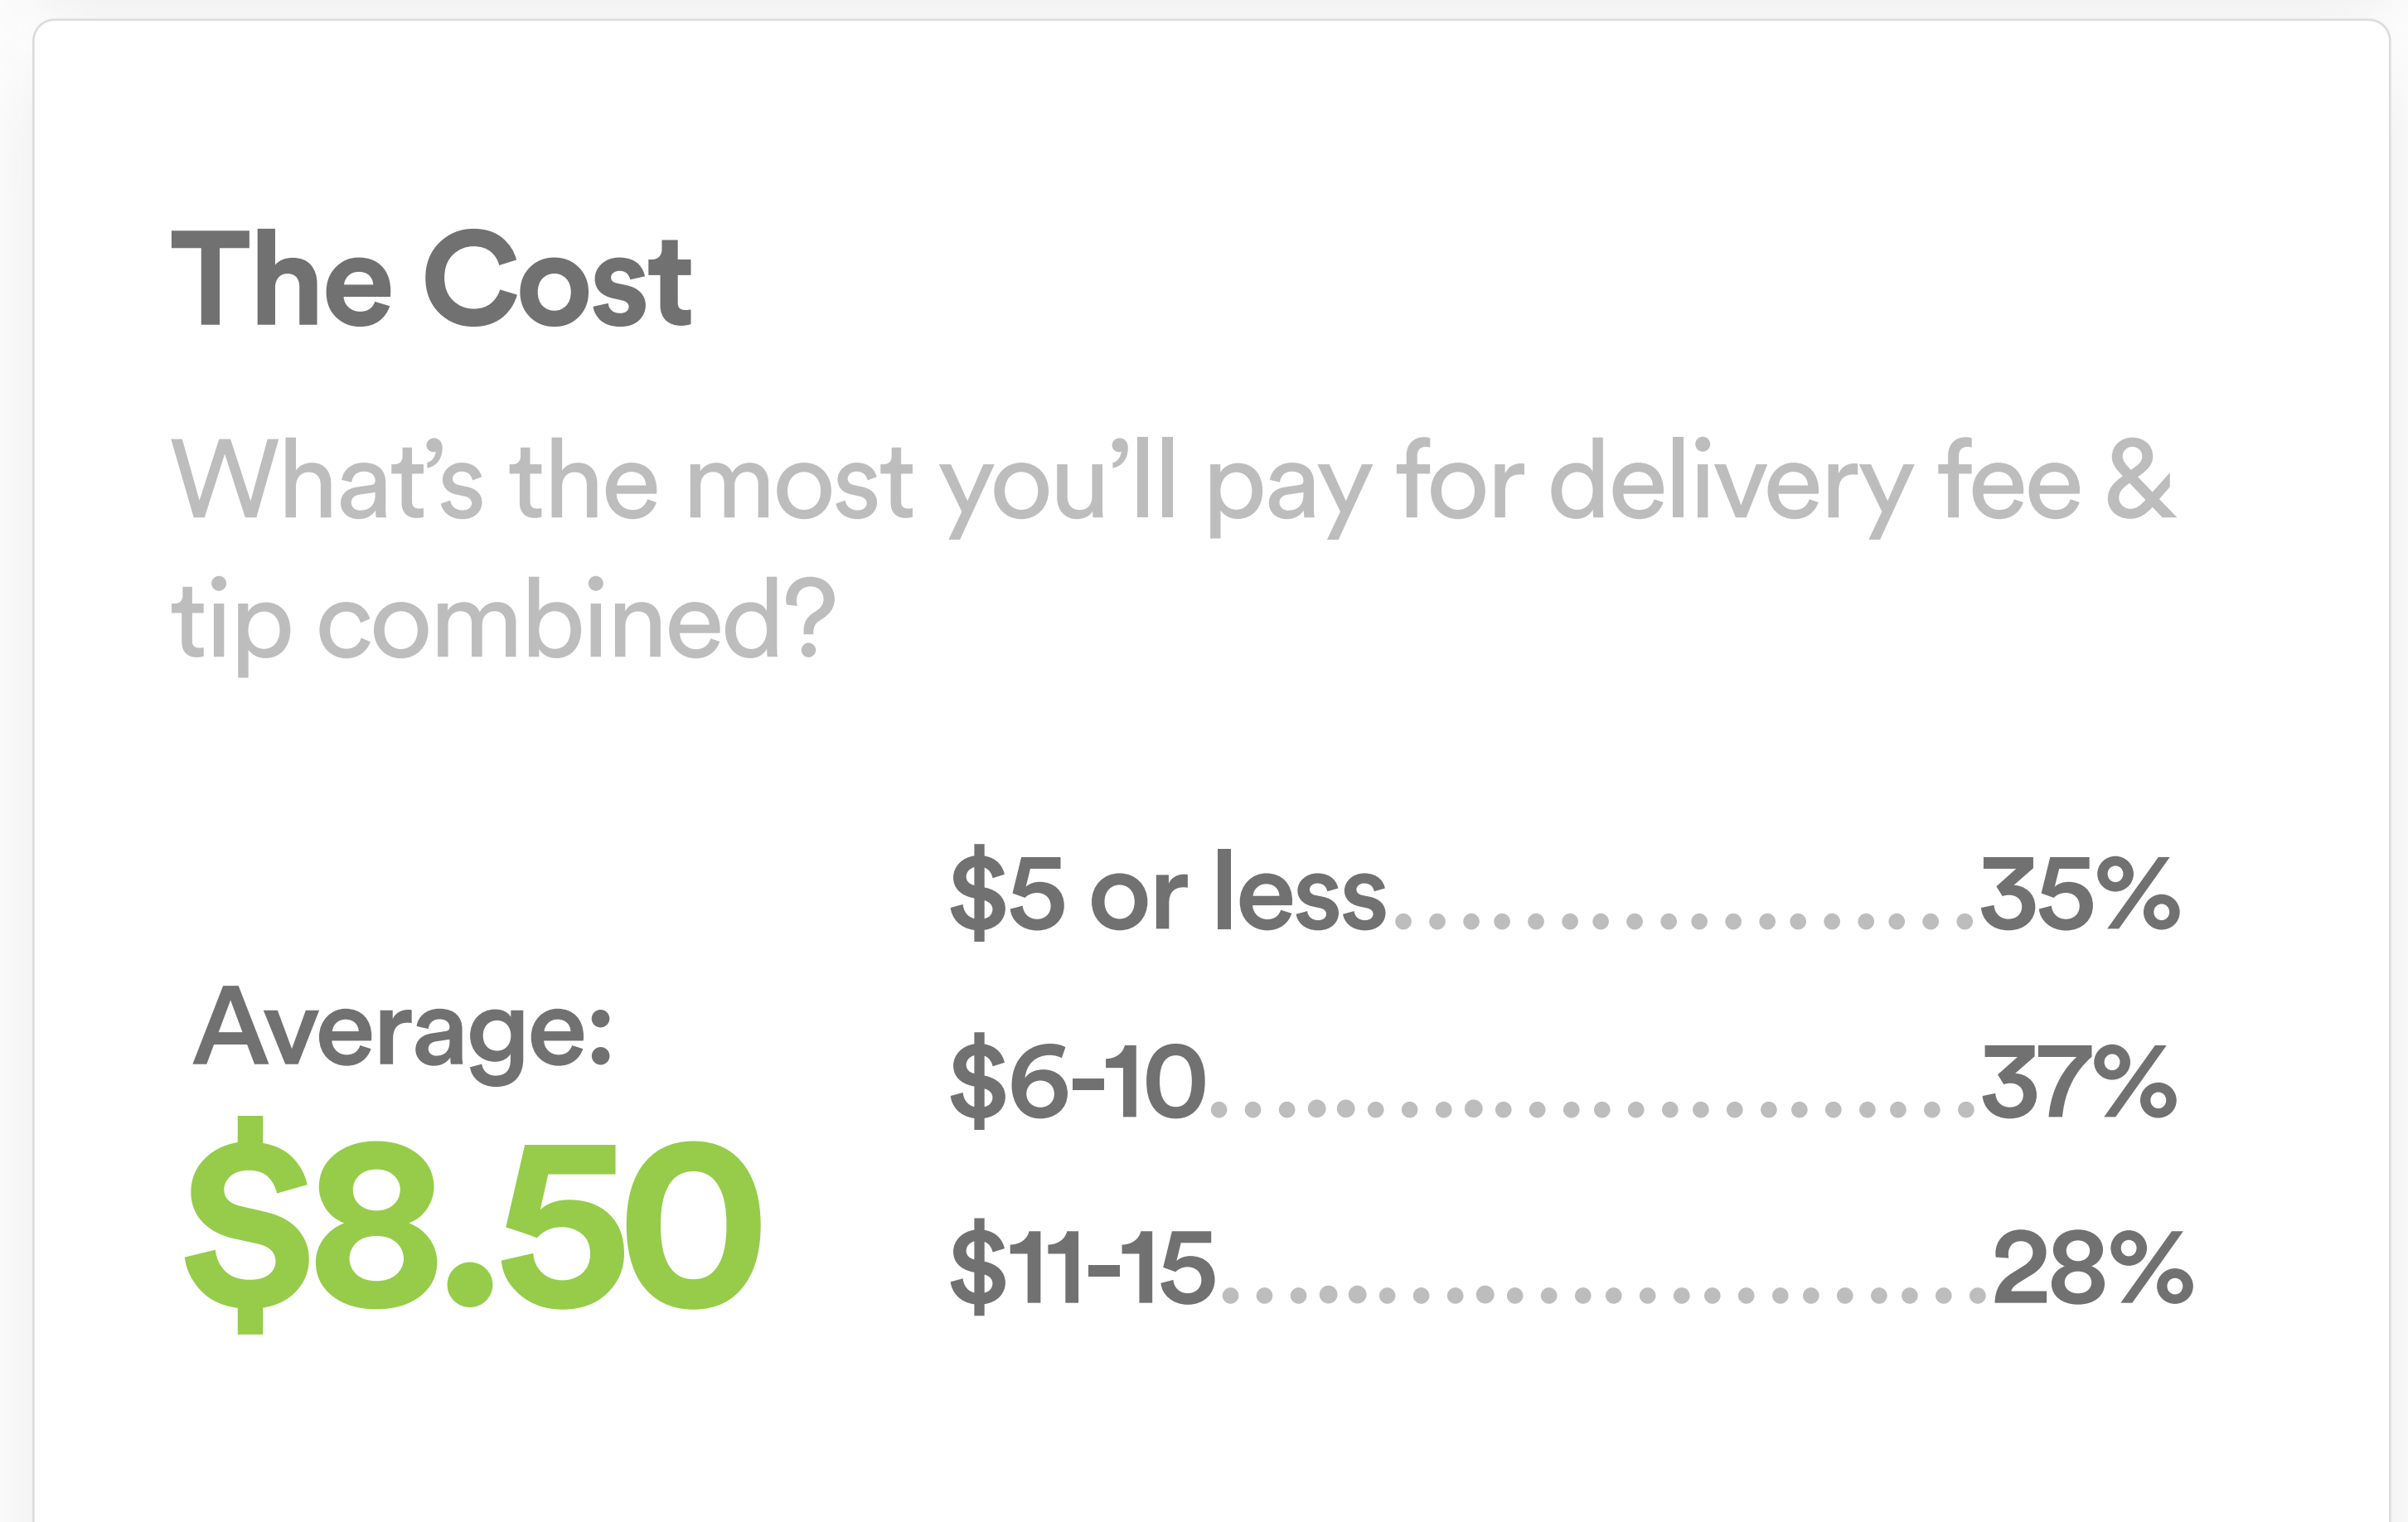 The Cost
What’s the most you’ll pay for delivery fee &
tip combined?
Average:
$8.50
$5 or less..................35%
$6-10........................37%
$11-15........................28%